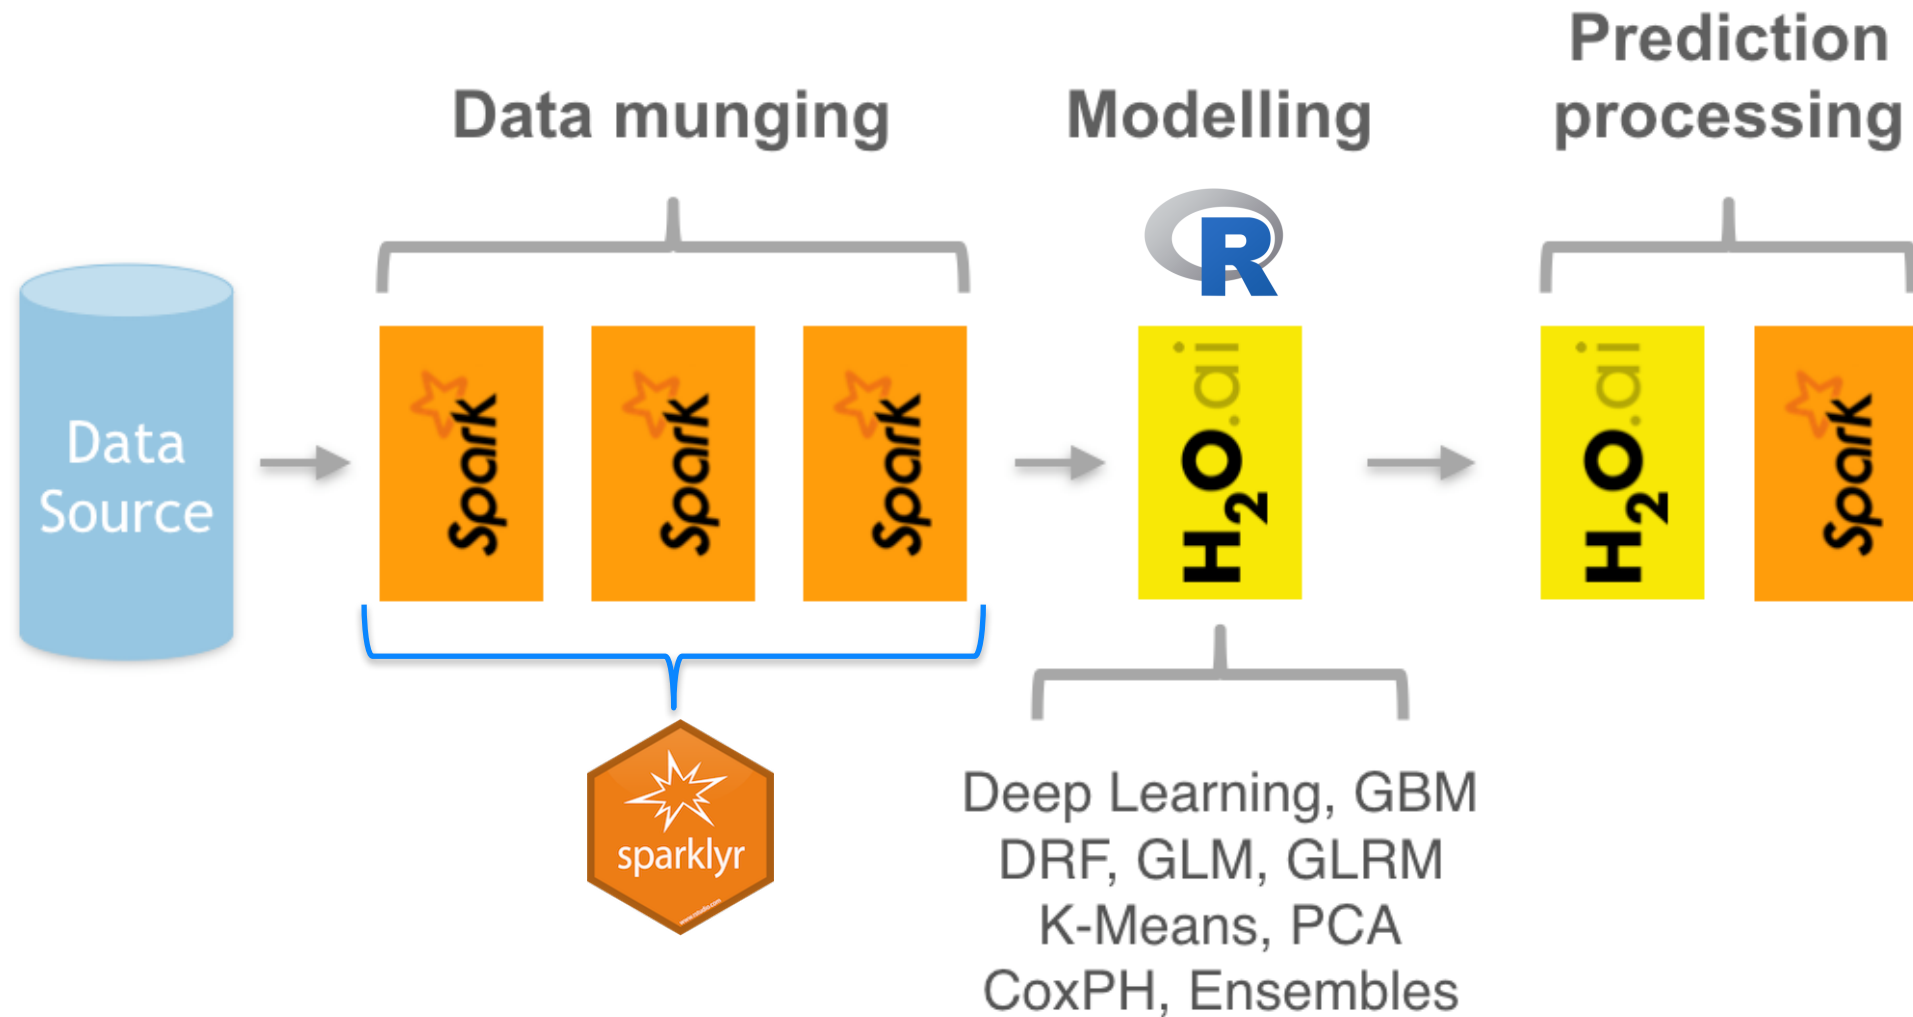 Data munging
Modelling
Prediction
processing
R
Data
Source
Spark
Spark
Spark
H2O.ai
H2O.ai
Spark
sparklyr
Deep Learning, GBM
DRF, GLM, GLRM
K-Means, PCA
CoxPH, Ensembles